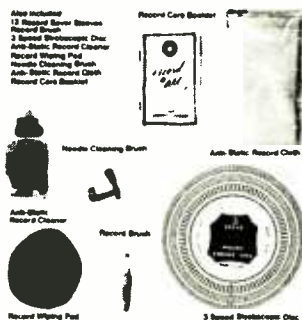 Also Included
12 Record Saver Sleeves
Record Brush
3 Speed Stroboscopic Disc
Anti-Static Record Cleaner
Record Wiping Pad
Needle Cleaning Brush
Anti-Static Record Cloth
Record Care Booklet
Record Care Booklet
record
care
Anti-Static Record Cloth
Needle Cleaning Brush
Anti-Static
Record Cleaner
Record Brush
Record Wiping Pad
3 Speed Stroboscopic Disc